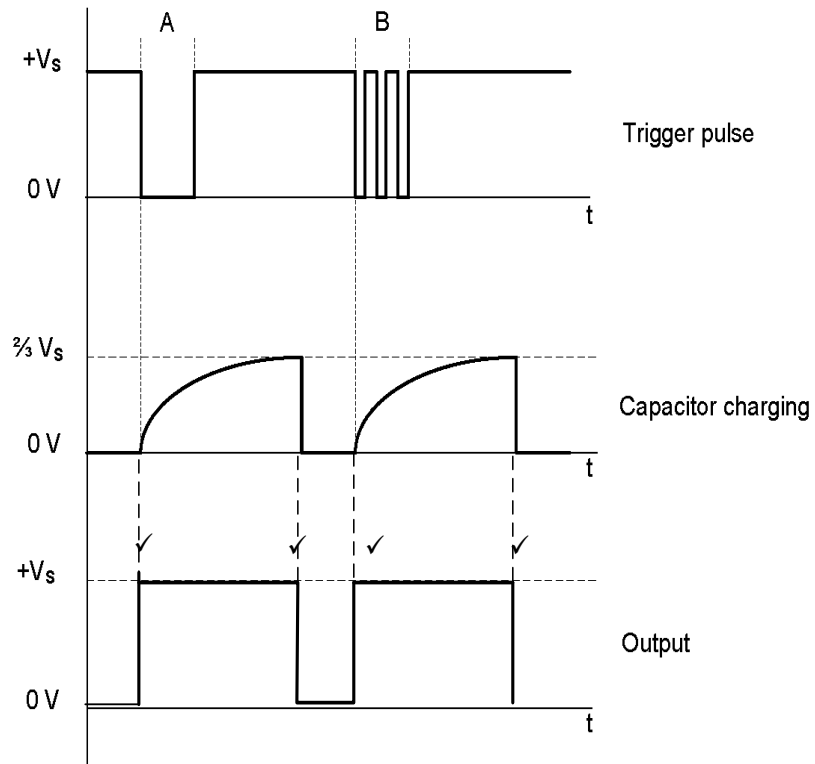 A B
+Vs
Trigger pulse
0 V
t
⅔ Vs
Capacitor charging
0 V
t
✓ ✓ ✓ ✓
+Vs
Output
0 V
t